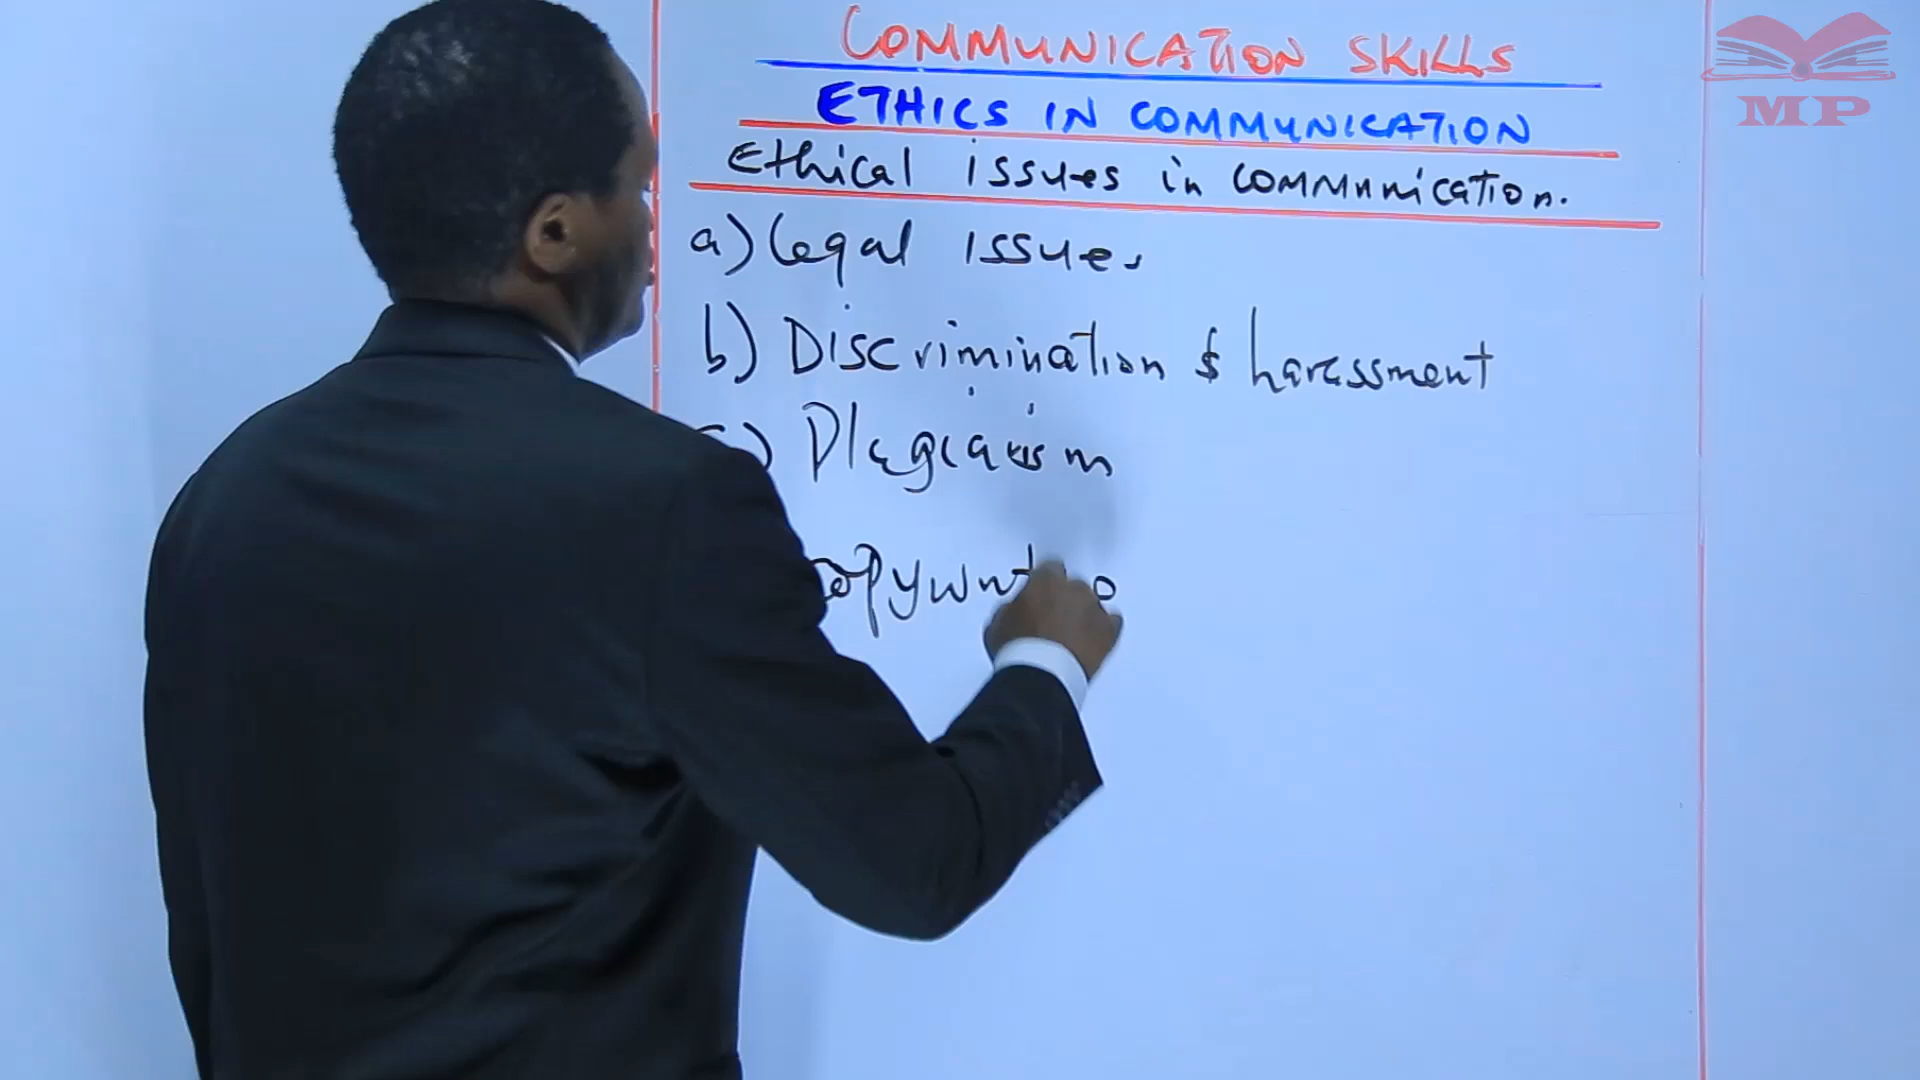 COMMUNICATION SKILLS
MP
ETHICS IN COMMUNICATION
Ethical issues in communication.
a) Legal issues
b) Discrimination & harassment
c) Plagiarism